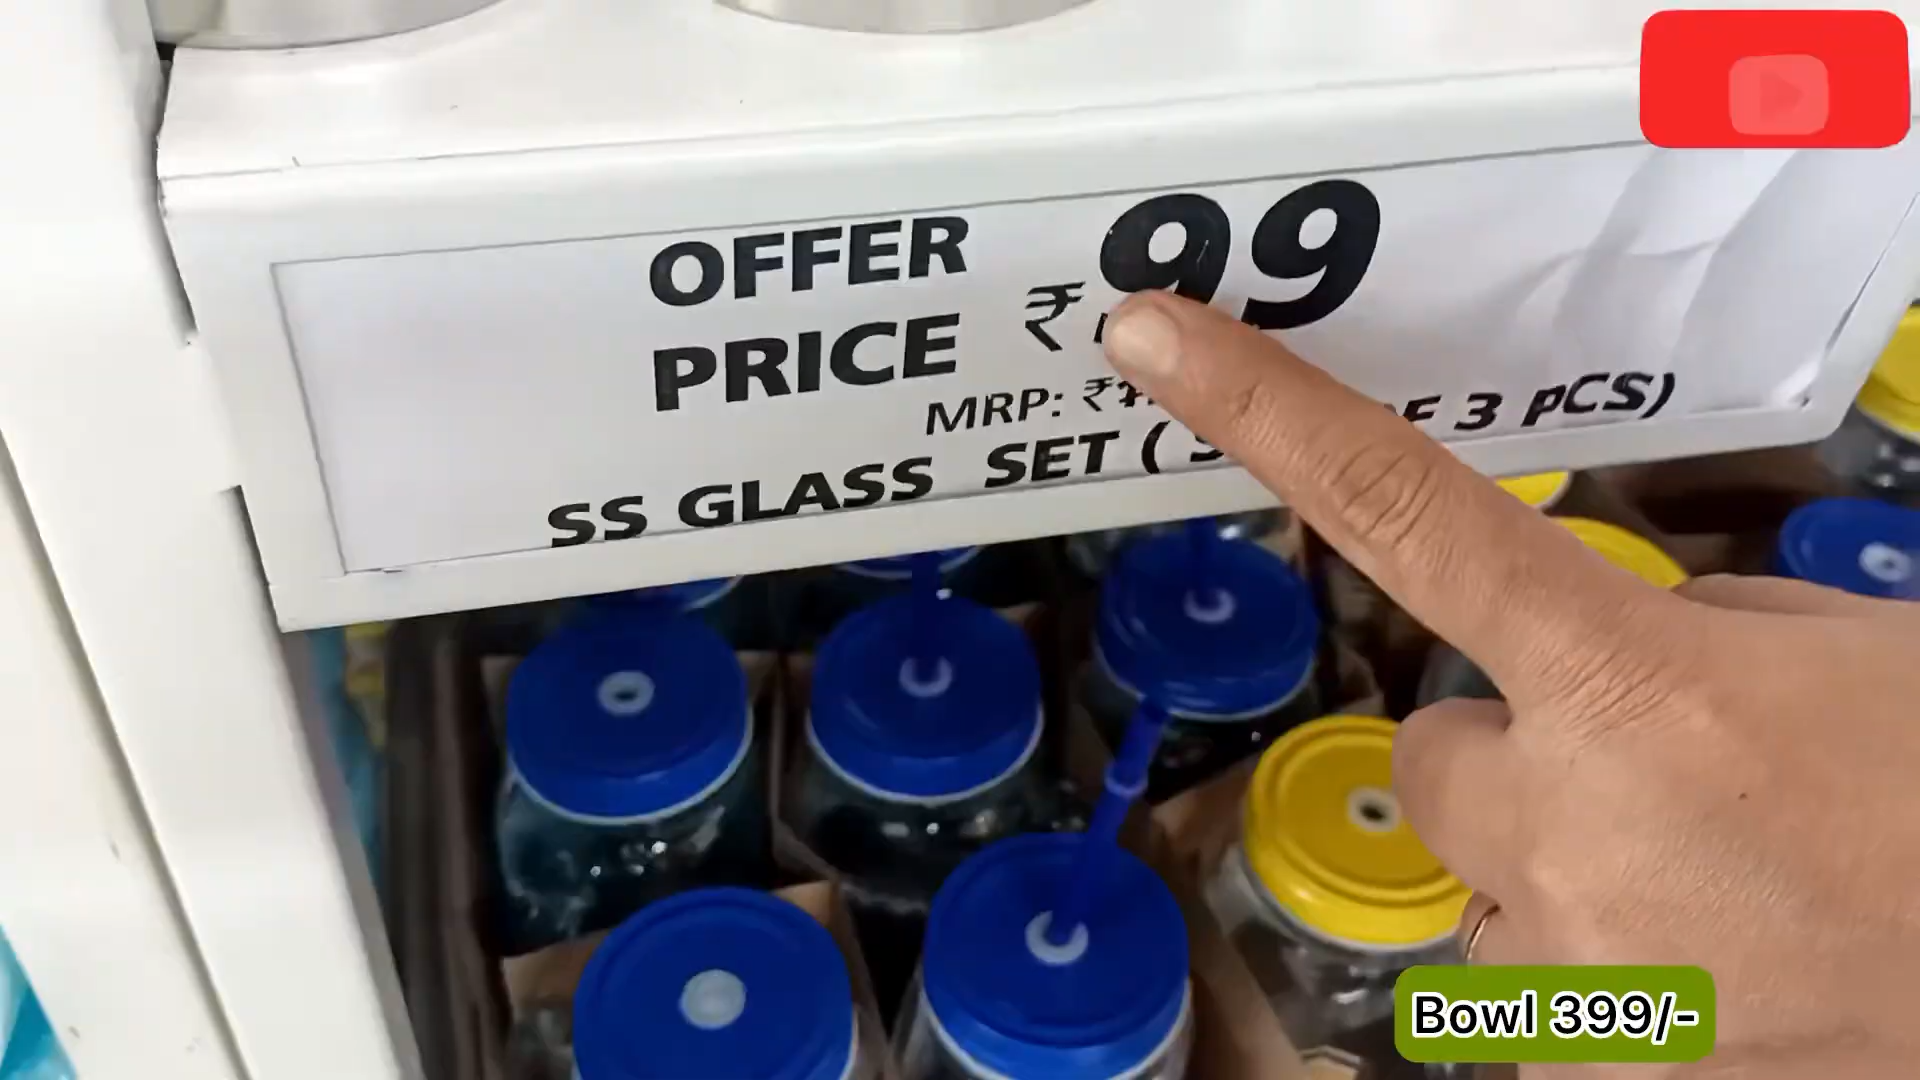 OFFER
PRICE ₹ 99
MRP: ₹
SS GLASS SET ( 3 PCS)
Bowl 399/-